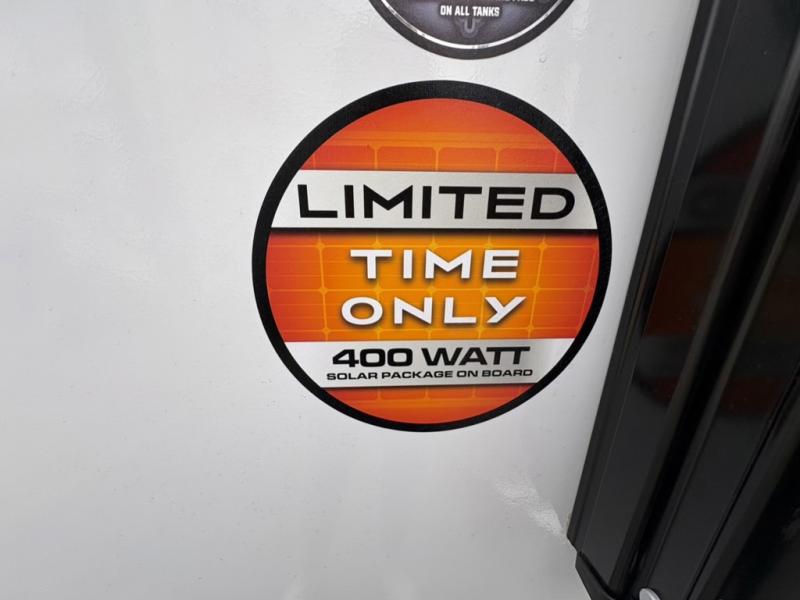 ON ALL TANKS
LIMITED
TIME
ONLY
400 WATT
SOLAR PACKAGE ON BOARD